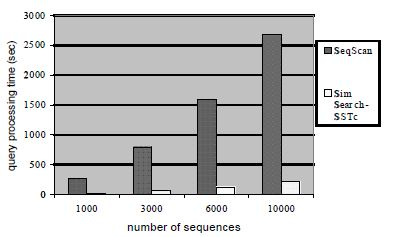 3000
2500
2000
1500
1000
500
0
query processing time (sec)
1000 3000 6000 10000
number of sequences
SeqScan
Sim
Search-
SSTc